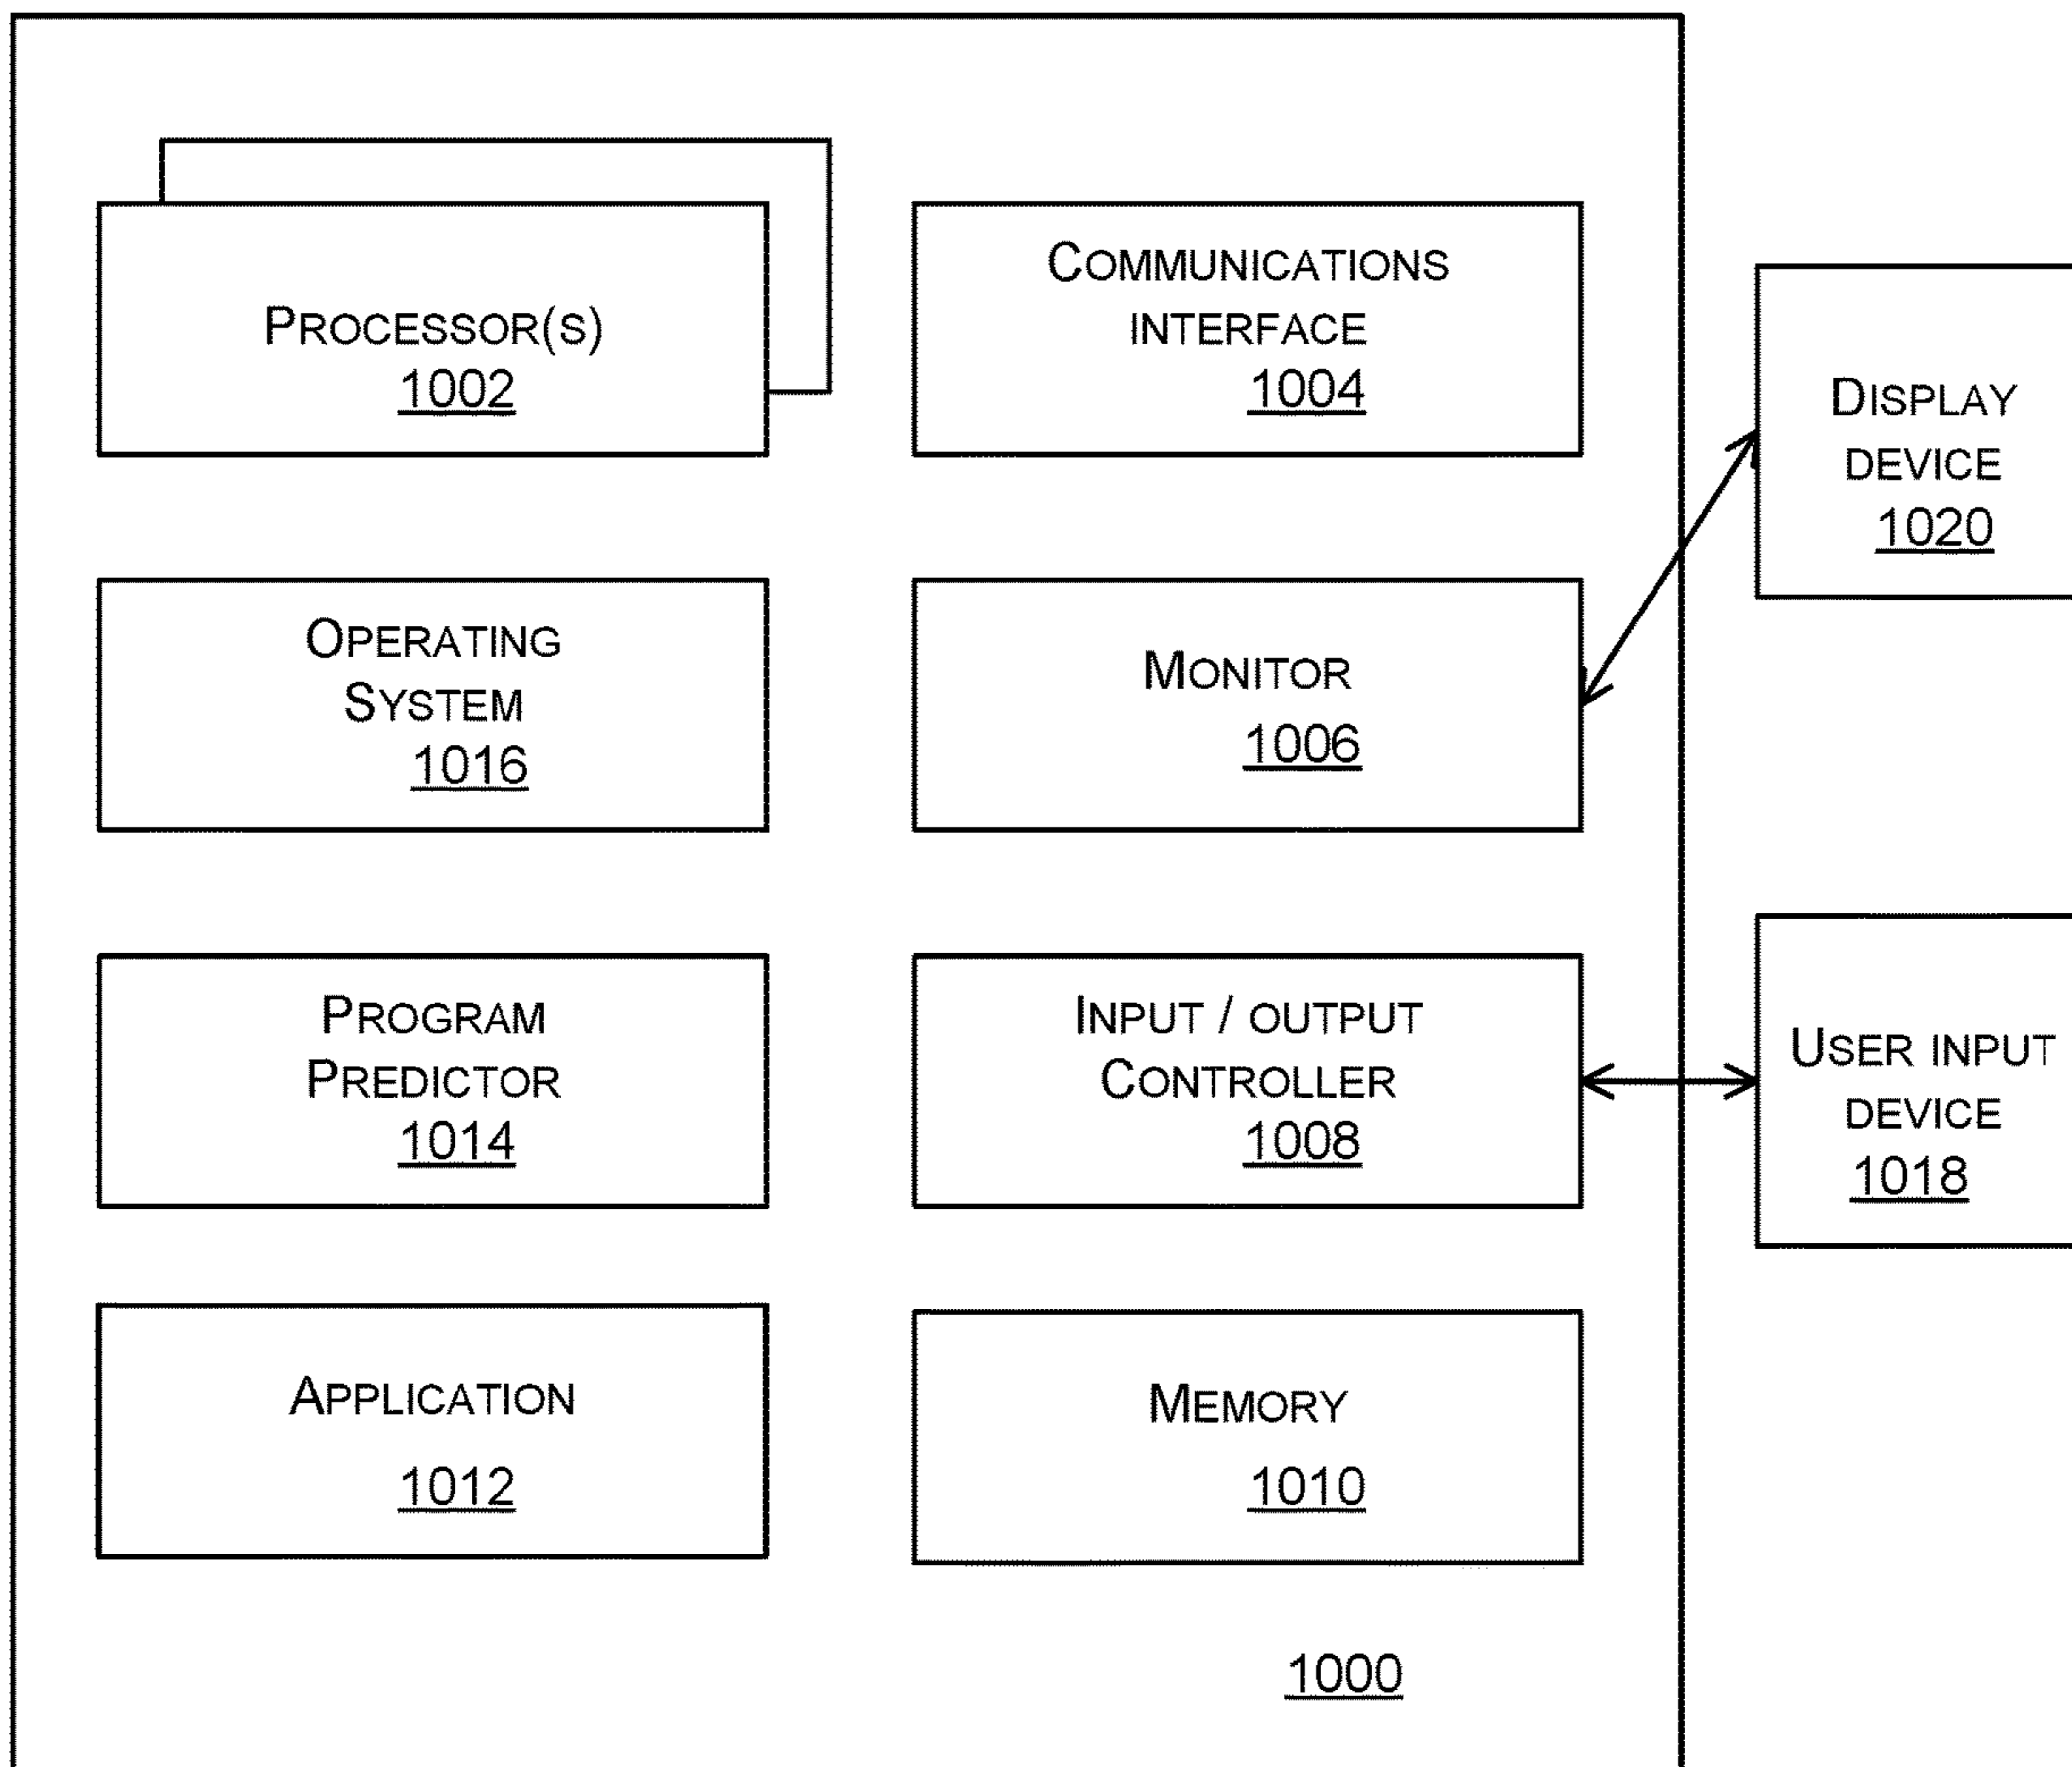 PROCESSOR(S)
1002
COMMUNICATIONS
INTERFACE
1004
OPERATING
SYSTEM
1016
MONITOR
1006
PROGRAM
PREDICTOR
1014
INPUT / OUTPUT
CONTROLLER
1008
APPLICATION
1012
MEMORY
1010
1000
DISPLAY
DEVICE
1020
USER INPUT
DEVICE
1018